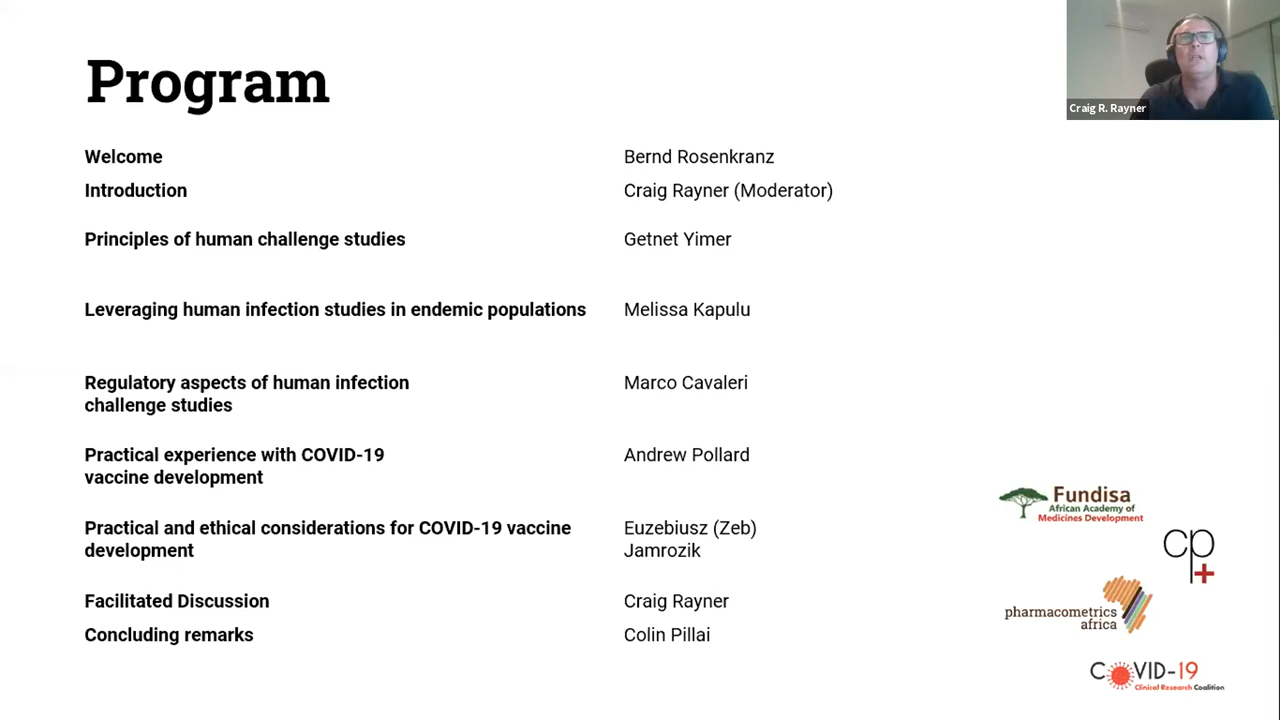 Program
Craig R. Rayner
Welcome Bernd Rosenkranz
Introduction Craig Rayner (Moderator)
Principles of human challenge studies Getnet Yimer
Leveraging human infection studies in endemic populations Melissa Kapulu
Regulatory aspects of human infection Marco Cavaleri
challenge studies
Practical experience with COVID-19 Andrew Pollard
vaccine development
Practical and ethical considerations for COVID-19 vaccine Euzebiusz (Zeb)
development Jamrozik
Facilitated Discussion Craig Rayner
Concluding remarks Colin Pillai
Fundisa
African Academy of
Medicines Development
cp+
pharmacometrics
africa
COVID-19
Clinical Research Coalition